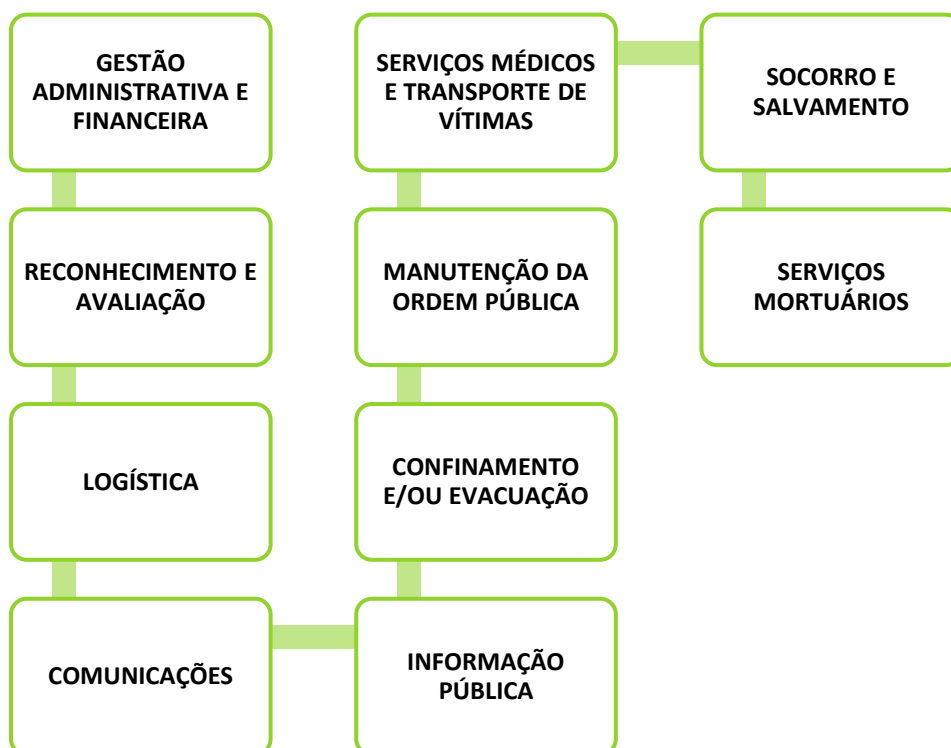 GESTÃO
ADMINISTRATIVA E
FINANCEIRA
RECONHECIMENTO E
AVALIAÇÃO
LOGÍSTICA
COMUNICAÇÕES
INFORMAÇÃO
PÚBLICA
CONFINAMENTO
E/OU EVACUAÇÃO
MANUTENÇÃO DA
ORDEM PÚBLICA
SERVIÇOS MÉDICOS
E TRANSPORTE DE
VÍTIMAS
SOCORRO E
SALVAMENTO
SERVIÇOS
MORTUÁRIOS